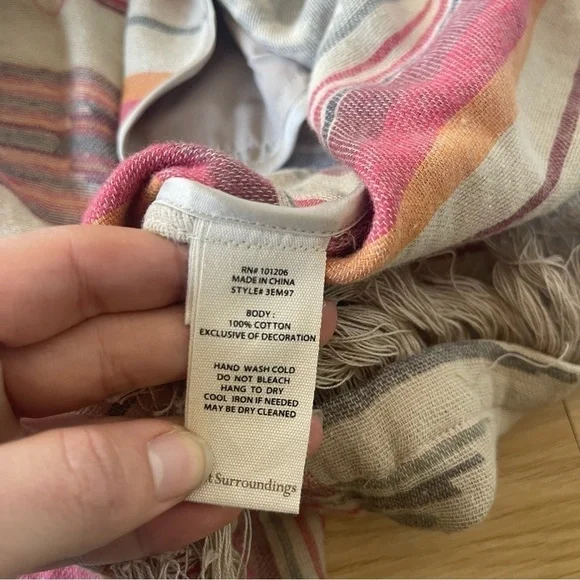 RN# 101206
MADE IN CHINA
STYLE# 3EM97
BODY :
100% COTTON
EXCLUSIVE OF DECORATION
HAND WASH COLD
DO NOT BLEACH
HANG TO DRY
COOL IRON IF NEEDED
MAY BE DRY CLEANED
t Surroundings